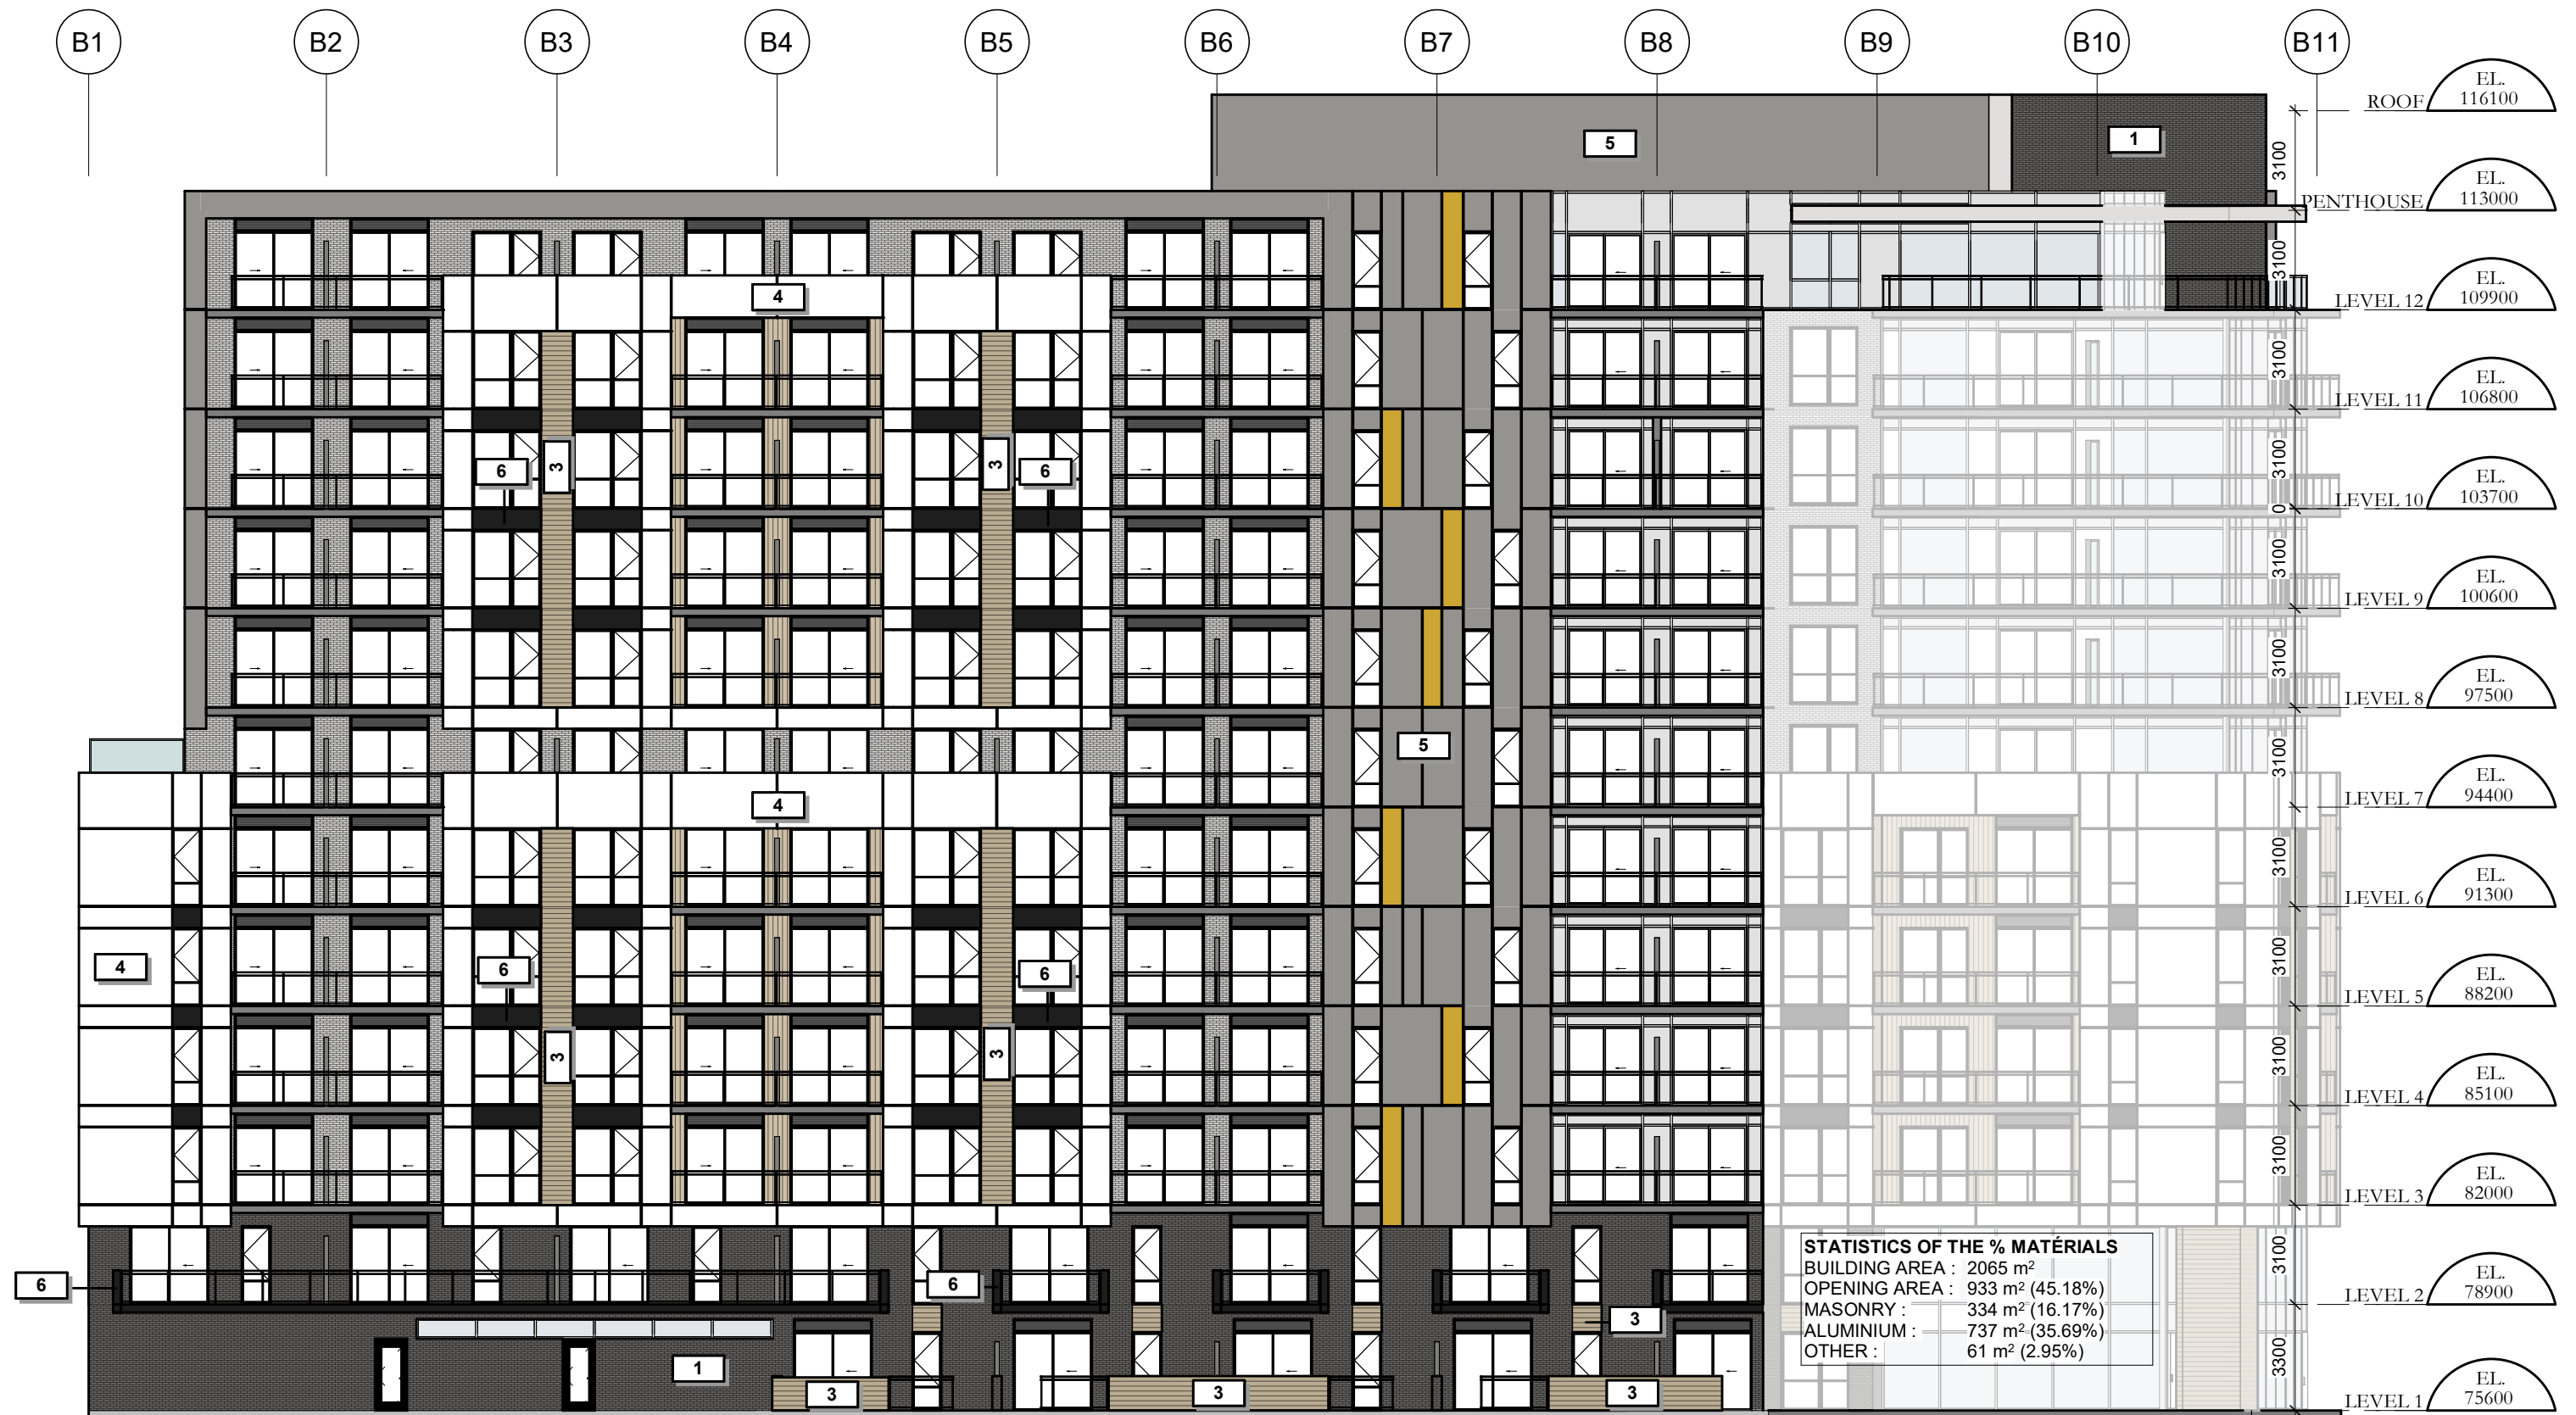 B1 B2 B3 B4 B5 B6 B7 B8 B9 B10 B11
ROOF EL. 116100
5
1
3100
PENTHOUSE EL. 113000
3100
4
LEVEL 12 EL. 109900
3100
LEVEL 11 EL. 106800
6
3
3
6
3100
LEVEL 10 EL. 103700
0
3100
LEVEL 9 EL. 100600
3100
LEVEL 8 EL. 97500
5
3100
4
LEVEL 7 EL. 94400
3100
LEVEL 6 EL. 91300
4
6
6
3100
LEVEL 5 EL. 88200
3
3
3100
LEVEL 4 EL. 85100
3100
LEVEL 3 EL. 82000
6
6
3100
LEVEL 2 EL. 78900
3
1
3
3
3
3300
LEVEL 1 EL. 75600
STATISTICS OF THE % MATÉRIALS
BUILDING AREA : 2065 m²
OPENING AREA : 933 m² (45.18%)
MASONRY : 334 m² (16.17%)
ALUMINIUM : 737 m² (35.69%)
OTHER : 61 m² (2.95%)